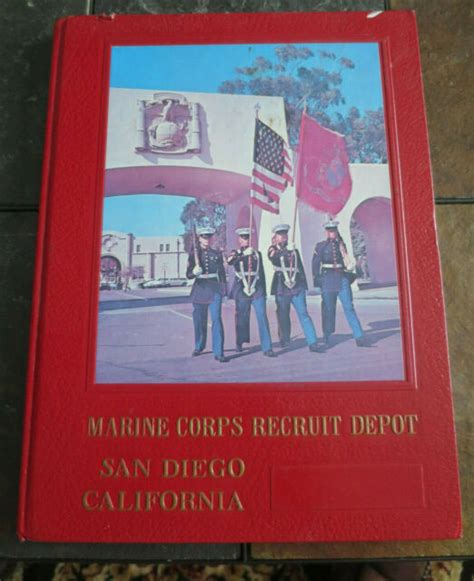 MARINE CORPS RECRUIT DEPOT
SAN DIEGO
CALIFORNIA